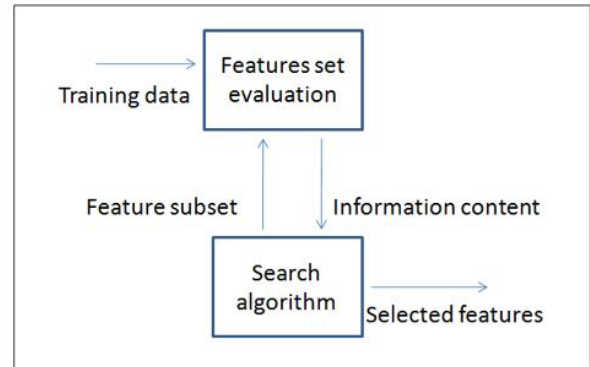 Features set
evaluation
Training data
Feature subset
Information content
Search
algorithm
Selected features